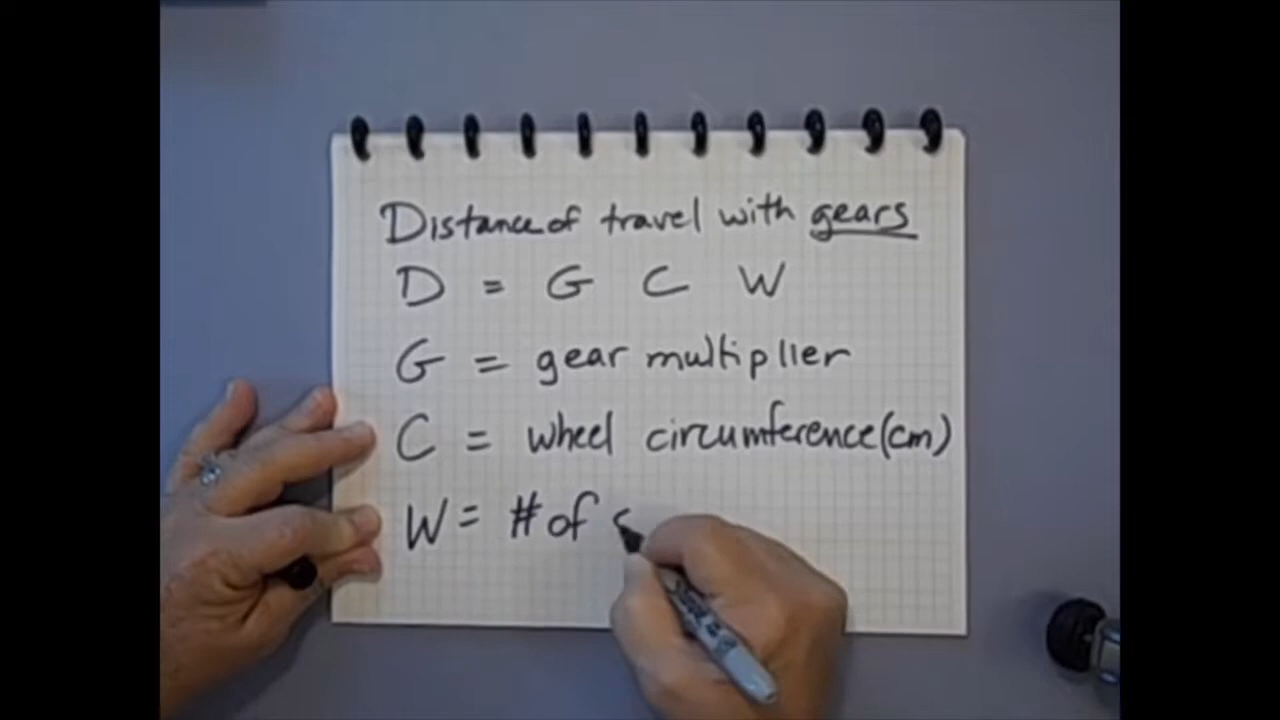 Distance of travel with gears
D = G C W
G = gear multiplier
C = wheel circumference (cm)
W = # of